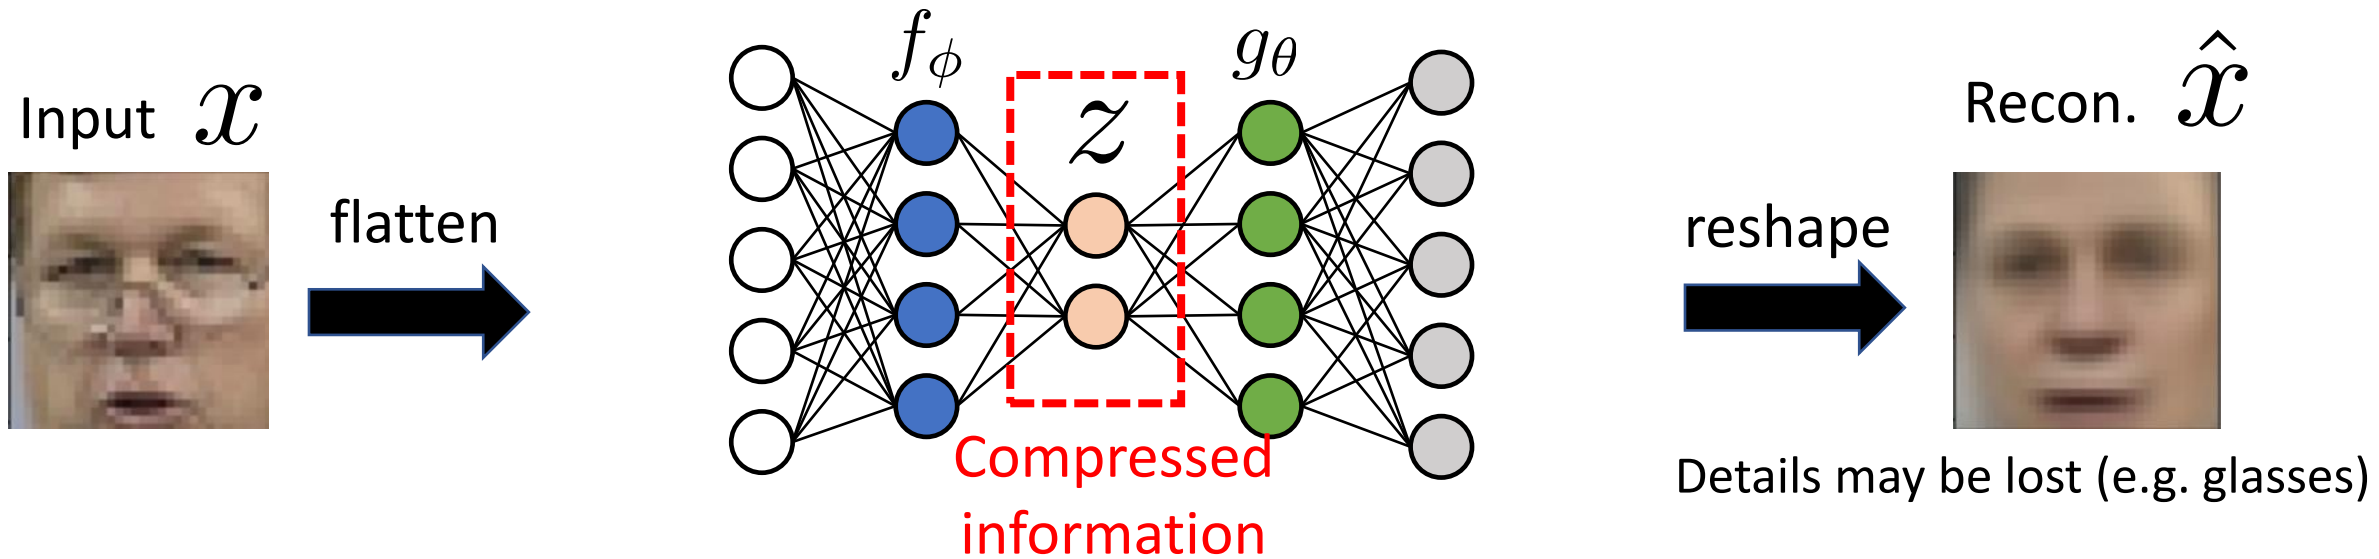 Input x
flatten
f_ϕ
z
g_θ
Compressed
information
reshape
Recon. x̂
Details may be lost (e.g. glasses)